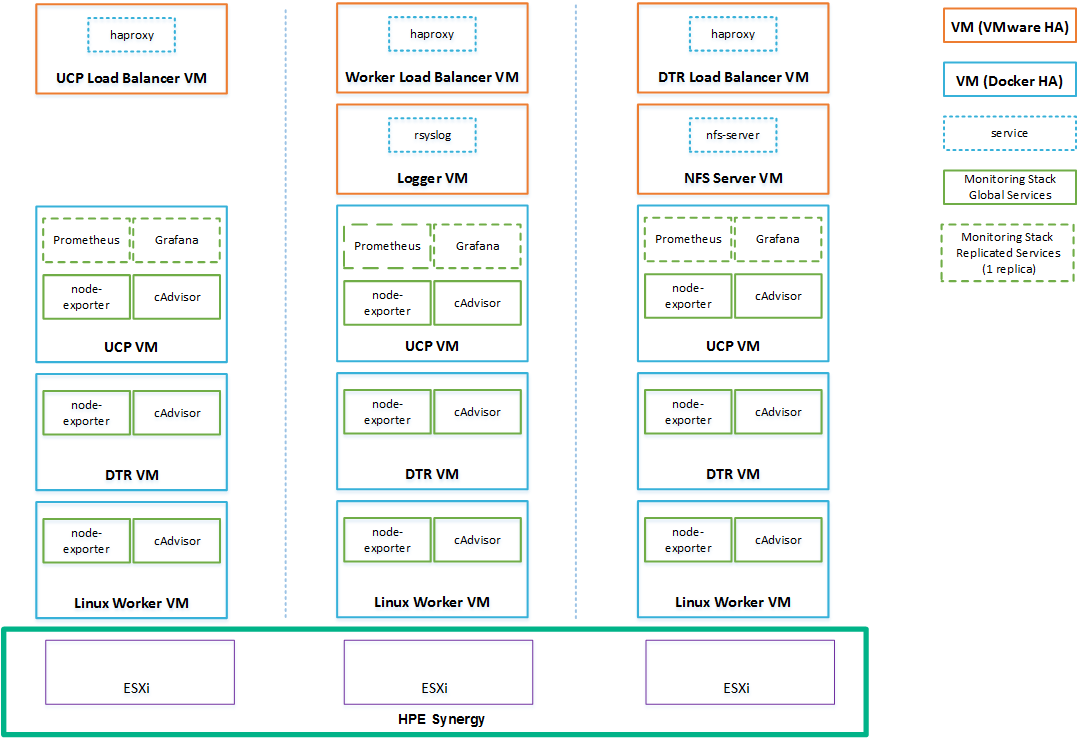 haproxy
UCP Load Balancer VM
haproxy
Worker Load Balancer VM
haproxy
DTR Load Balancer VM
rsyslog
Logger VM
nfs-server
NFS Server VM
Prometheus
Grafana
node-
exporter
cAdvisor
UCP VM
Prometheus
Grafana
node-
exporter
cAdvisor
UCP VM
Prometheus
Grafana
node-
exporter
cAdvisor
UCP VM
node-
exporter
cAdvisor
DTR VM
node-
exporter
cAdvisor
DTR VM
node-
exporter
cAdvisor
DTR VM
node-
exporter
cAdvisor
Linux Worker VM
node-
exporter
cAdvisor
Linux Worker VM
node-
exporter
cAdvisor
Linux Worker VM
ESXi
ESXi
ESXi
HPE Synergy
VM (VMware HA)
VM (Docker HA)
service
Monitoring Stack
Global Services
Monitoring Stack
Replicated Services
(1 replica)